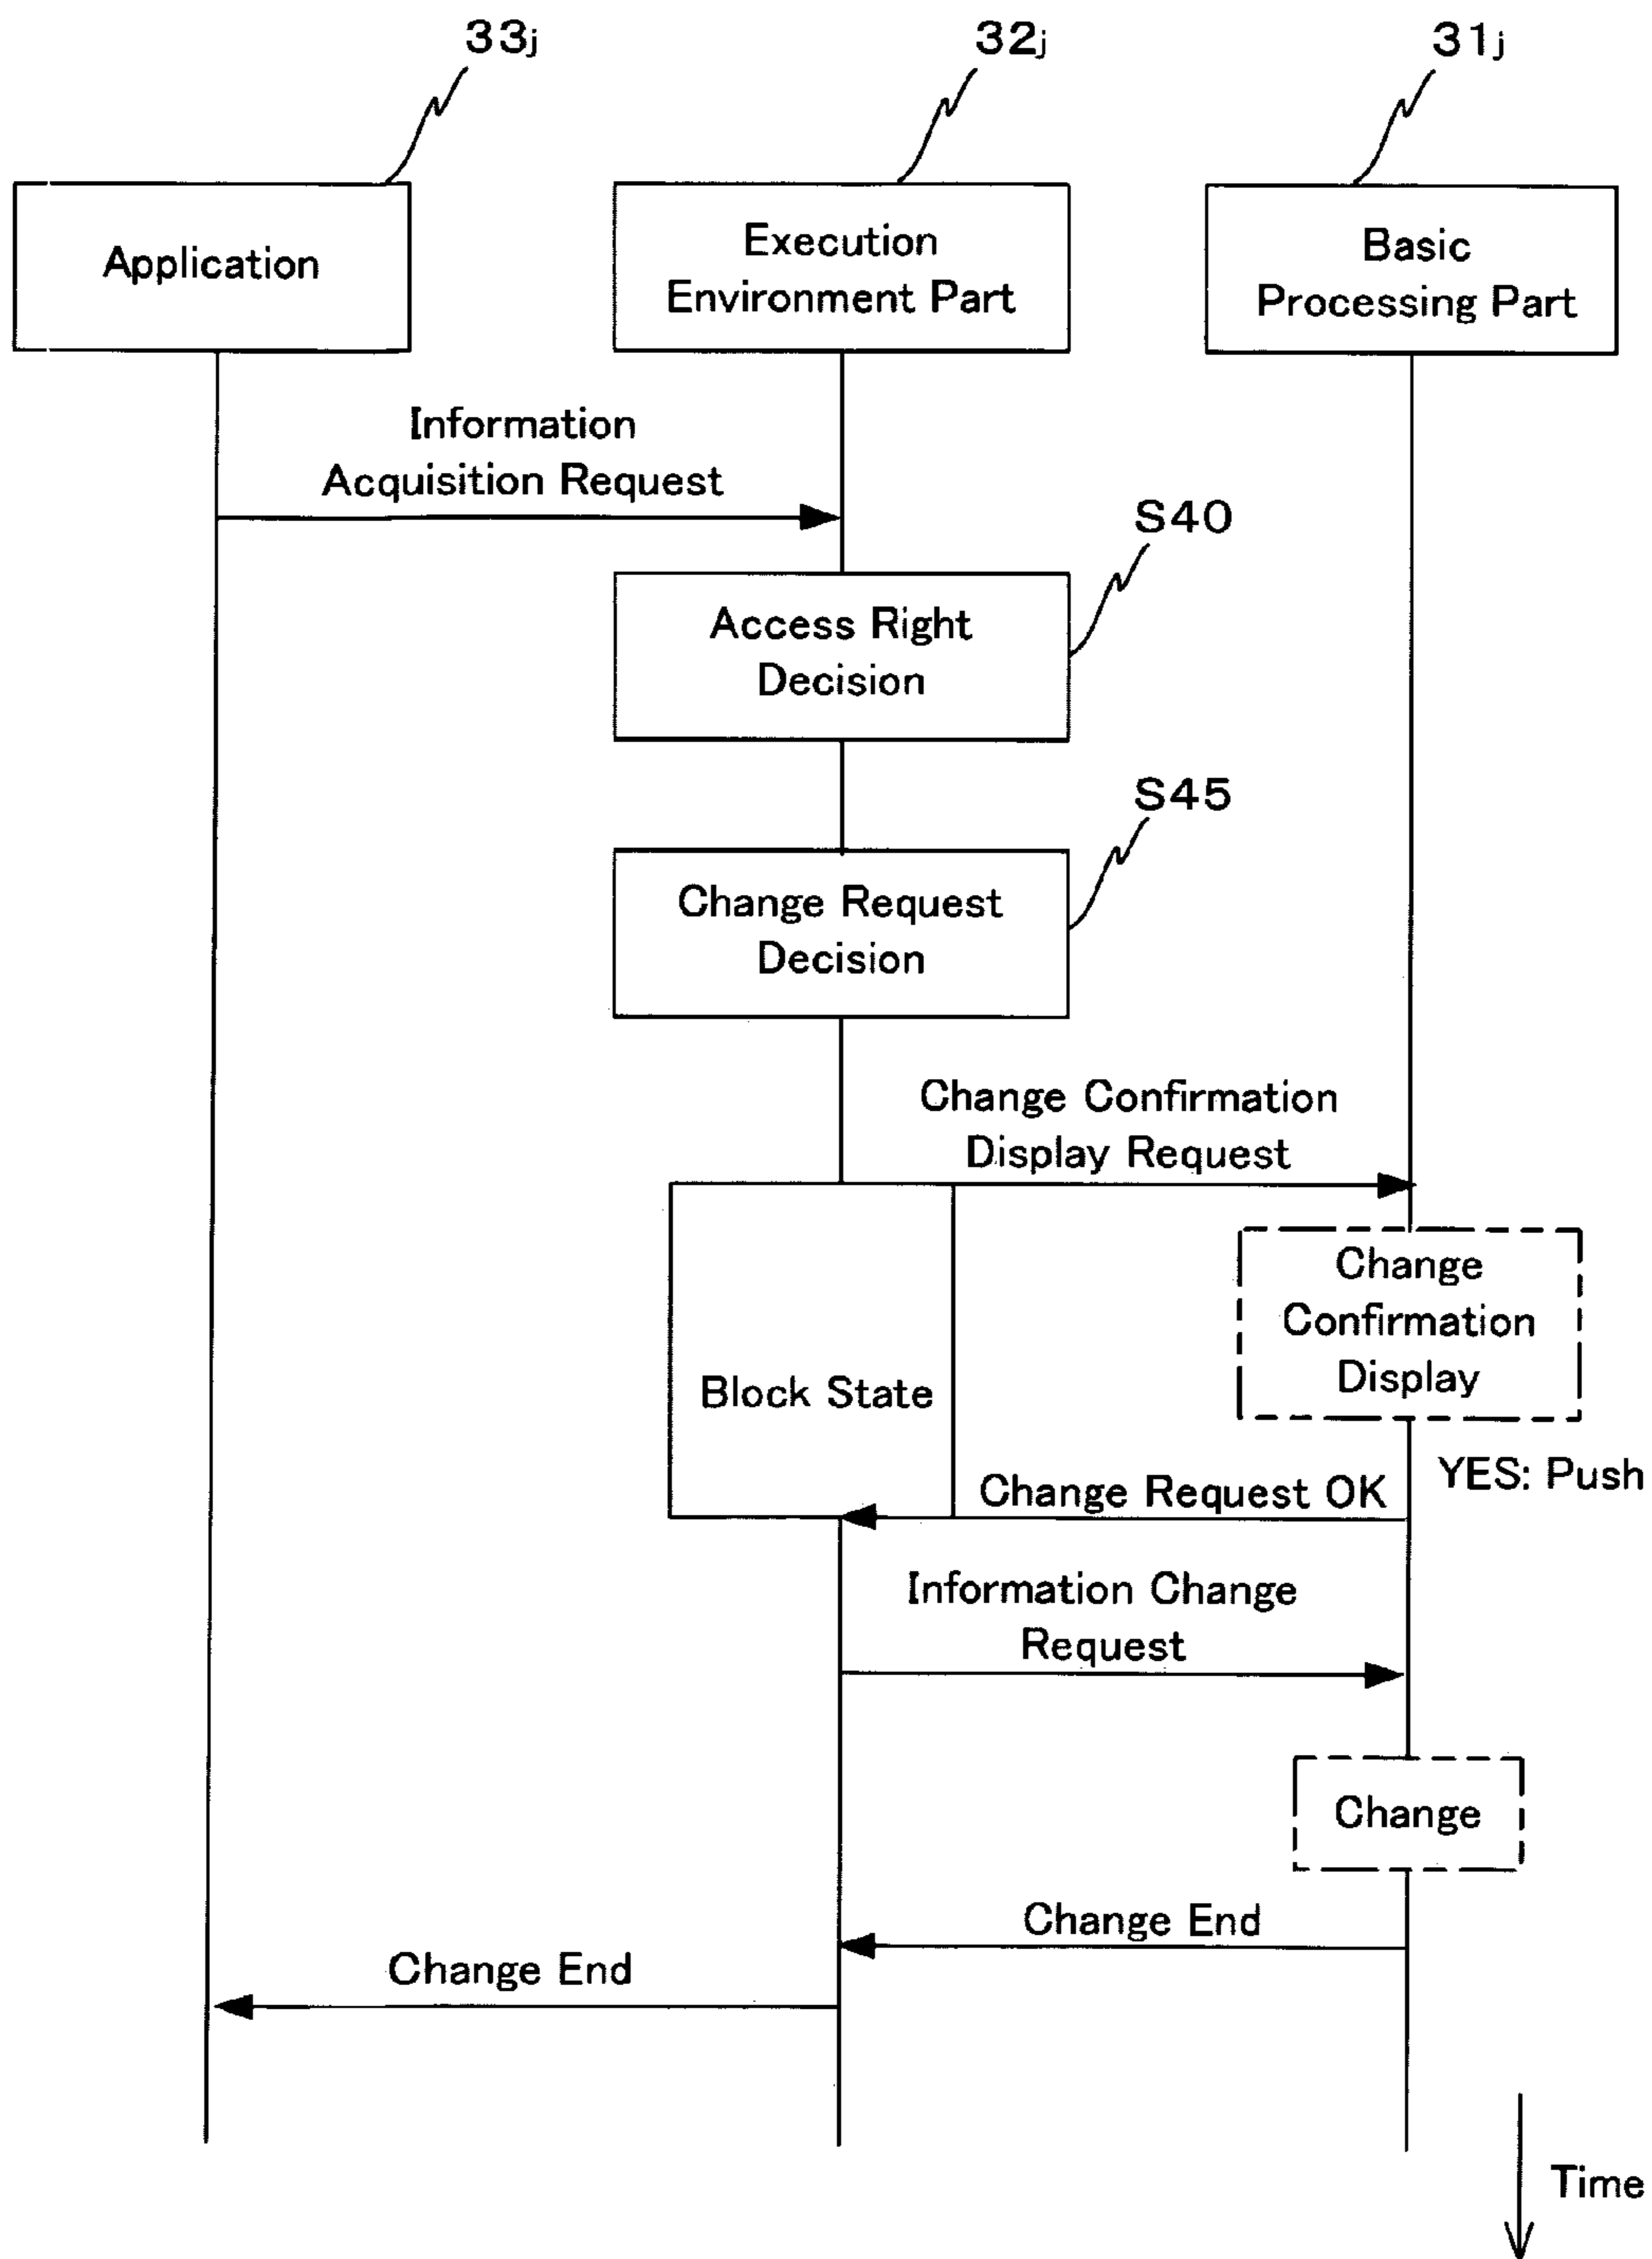 33j
32j
31j
Application
Execution
Environment Part
Basic
Processing Part
Information
Acquisition Request
S40
Access Right
Decision
S45
Change Request
Decision
Change Confirmation
Display Request
Change
Confirmation
Display
Block State
YES: Push
Change Request OK
Information Change
Request
Change
Change End
Change End
Time